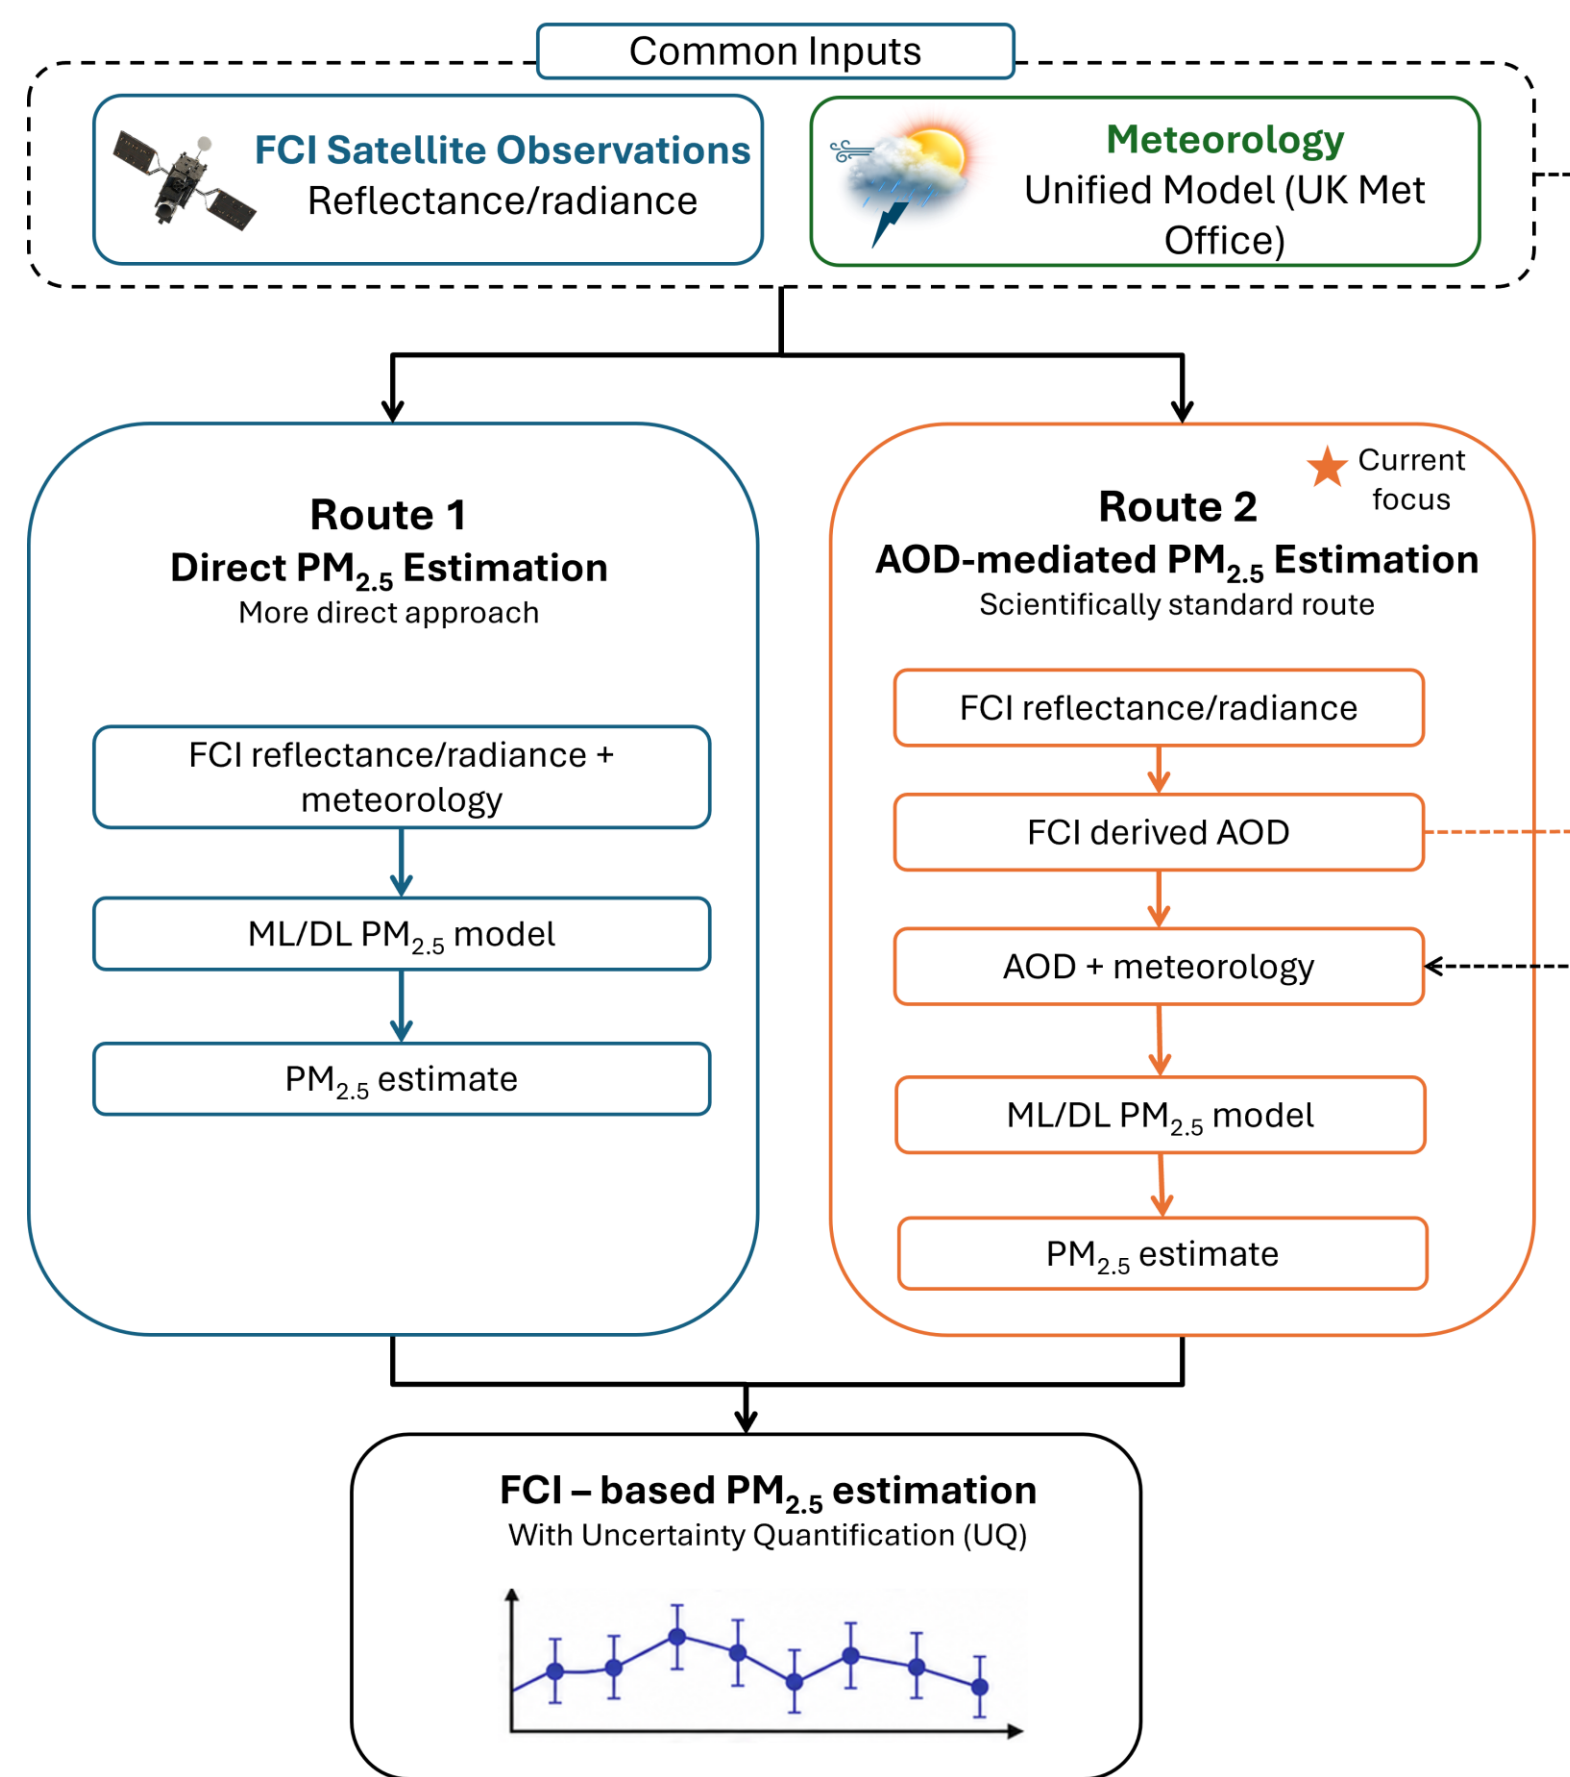 Common Inputs
FCI Satellite Observations
Reflectance/radiance
Meteorology
Unified Model (UK Met
Office)
Route 1
Direct PM2.5 Estimation
More direct approach
FCI reflectance/radiance +
meteorology
ML/DL PM2.5 model
PM2.5 estimate
Current
focus
Route 2
AOD-mediated PM2.5 Estimation
Scientifically standard route
FCI reflectance/radiance
FCI derived AOD
AOD + meteorology
ML/DL PM2.5 model
PM2.5 estimate
FCI – based PM2.5 estimation
With Uncertainty Quantification (UQ)